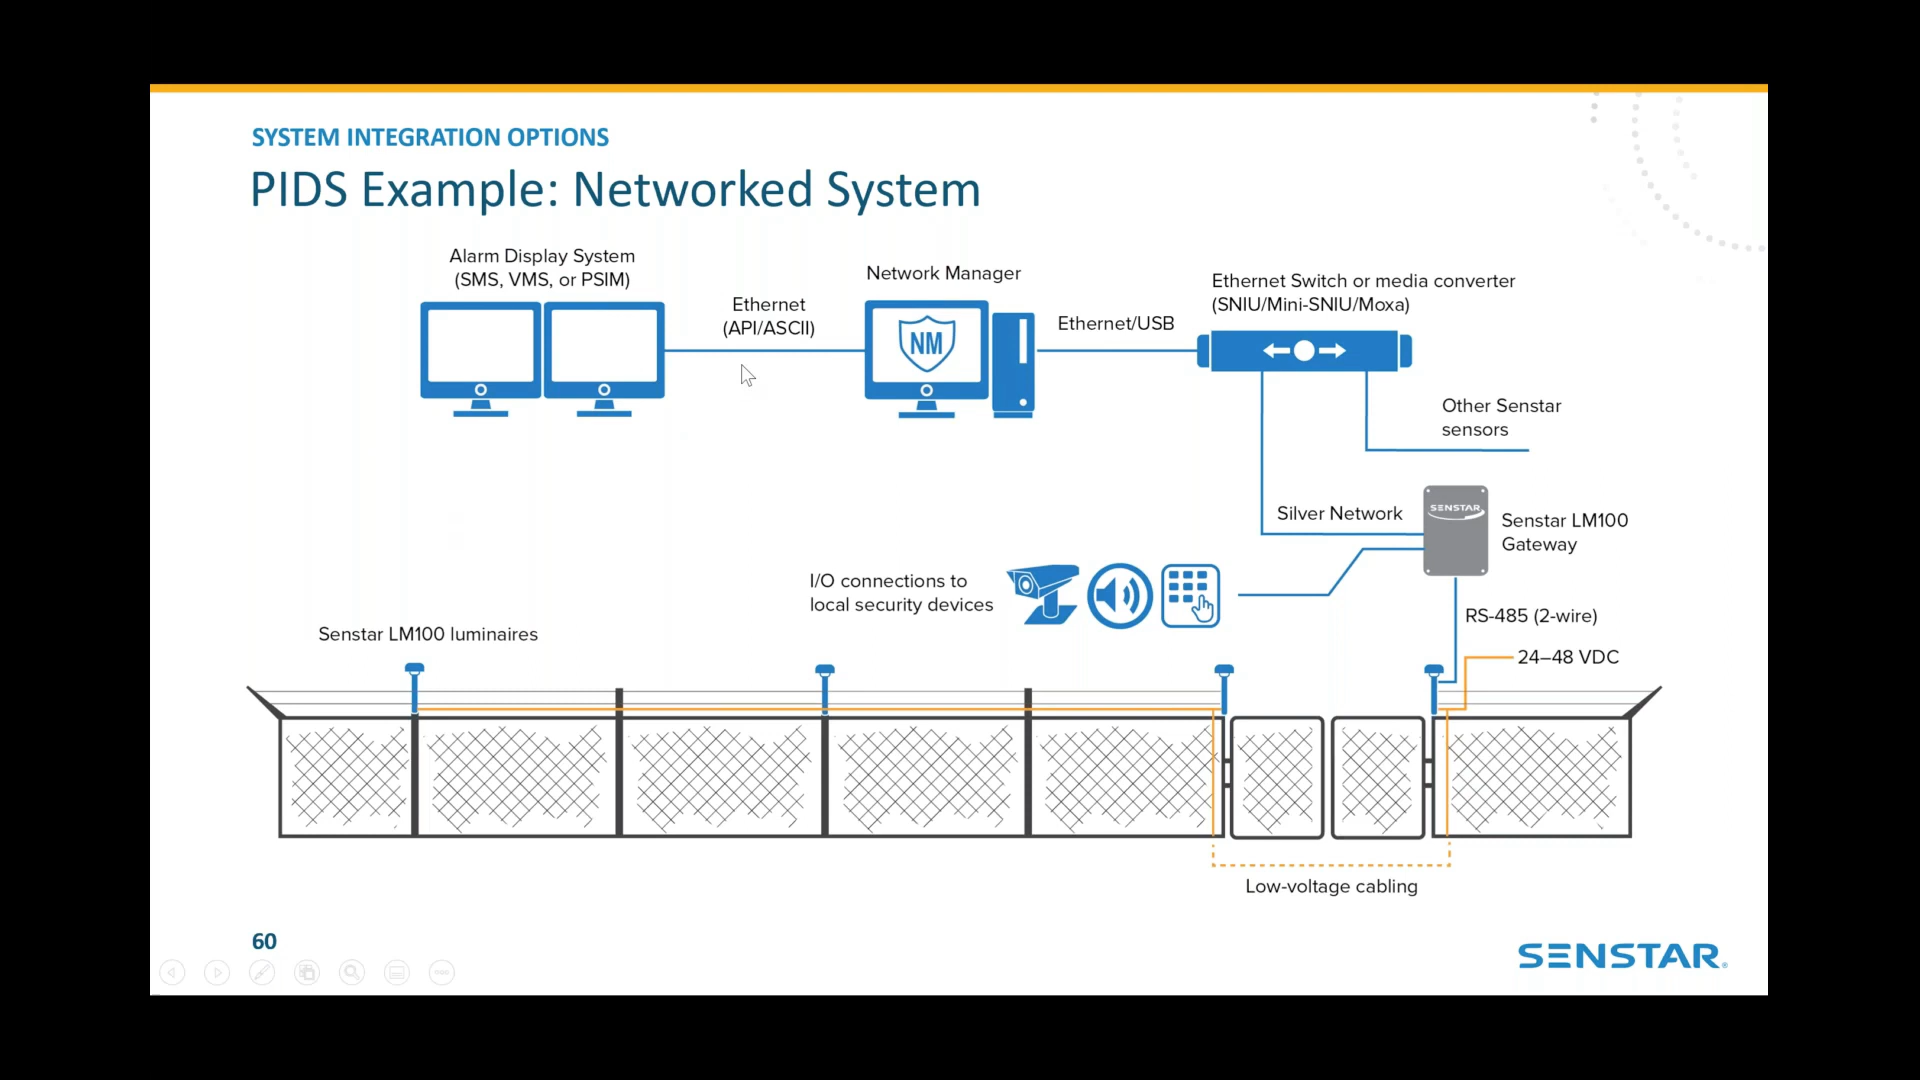 SYSTEM INTEGRATION OPTIONS
PIDS Example: Networked System
Alarm Display System
(SMS, VMS, or PSIM)
Ethernet
(API/ASCII)
Network Manager
NM
Ethernet/USB
Ethernet Switch or media converter
(SNIU/Mini-SNIU/Moxa)
Other Senstar
sensors
Silver Network
SENSTAR
Senstar LM100
Gateway
I/O connections to
local security devices
RS-485 (2-wire)
24–48 VDC
Senstar LM100 luminaires
Low-voltage cabling
60
SENSTAR®